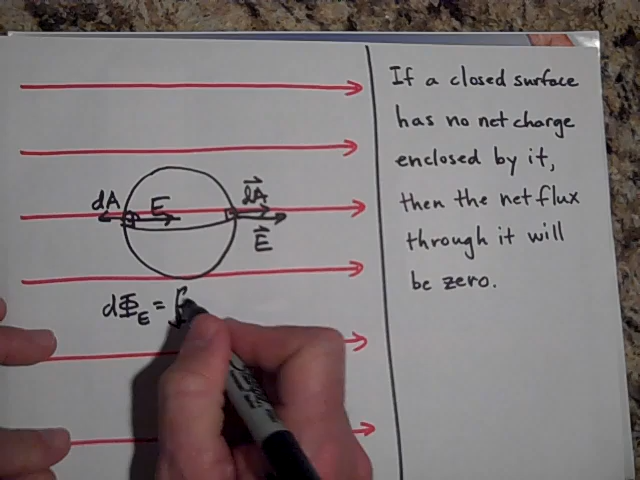 If a closed surface
has no net charge
enclosed by it,
then the net flux
through it will
be zero.
dA
E
dA
E
dΦE =